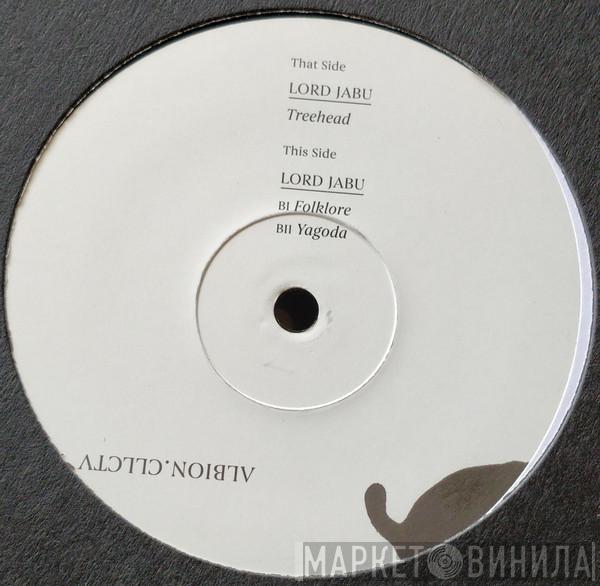 That Side
LORD JABU
Treehead
This Side
LORD JABU
BI Folklore
BII Yagoda
ALBION.CLLCTV
МАРКЕТ ВИНИЛА